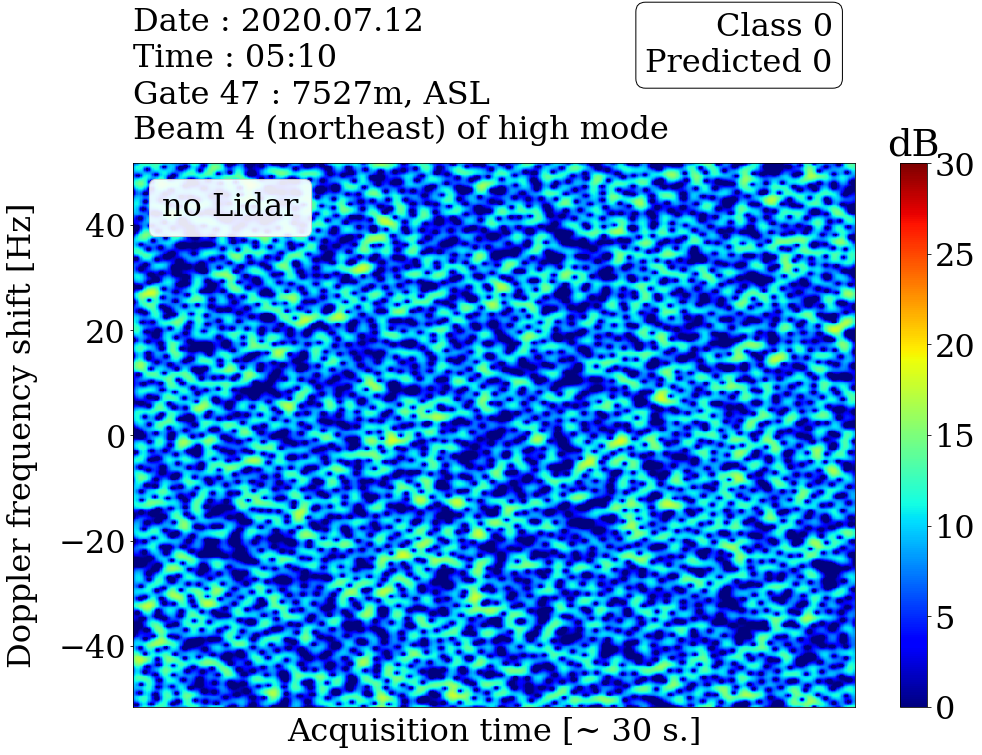 Date : 2020.07.12
Time : 05:10
Gate 47 : 7527m, ASL
Beam 4 (northeast) of high mode
Class 0
Predicted 0
dB
no Lidar
Doppler frequency shift [Hz]
40
20
0
−20
−40
Acquisition time [~ 30 s.]
30
25
20
15
10
5
0